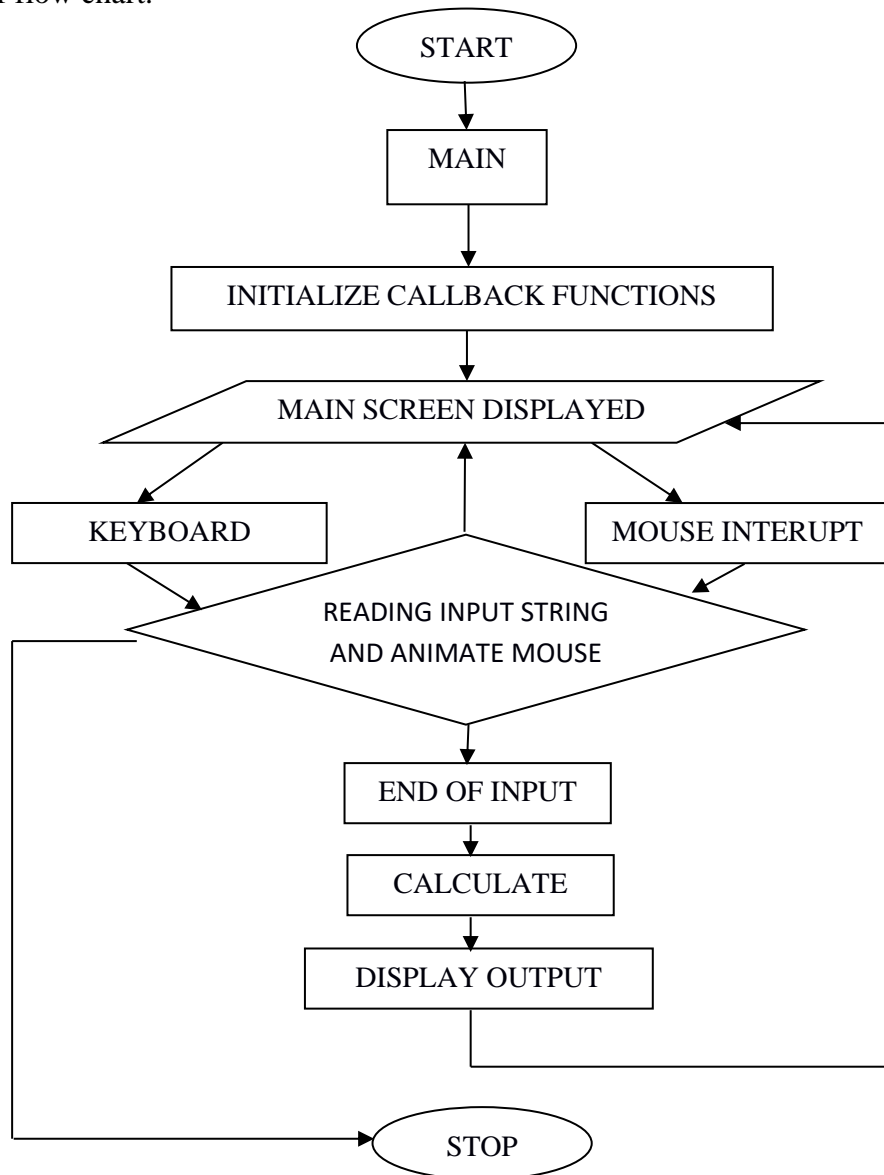 flow chart.
START
MAIN
INITIALIZE CALLBACK FUNCTIONS
MAIN SCREEN DISPLAYED
KEYBOARD
MOUSE INTERUPT
READING INPUT STRING
AND ANIMATE MOUSE
END OF INPUT
CALCULATE
DISPLAY OUTPUT
STOP